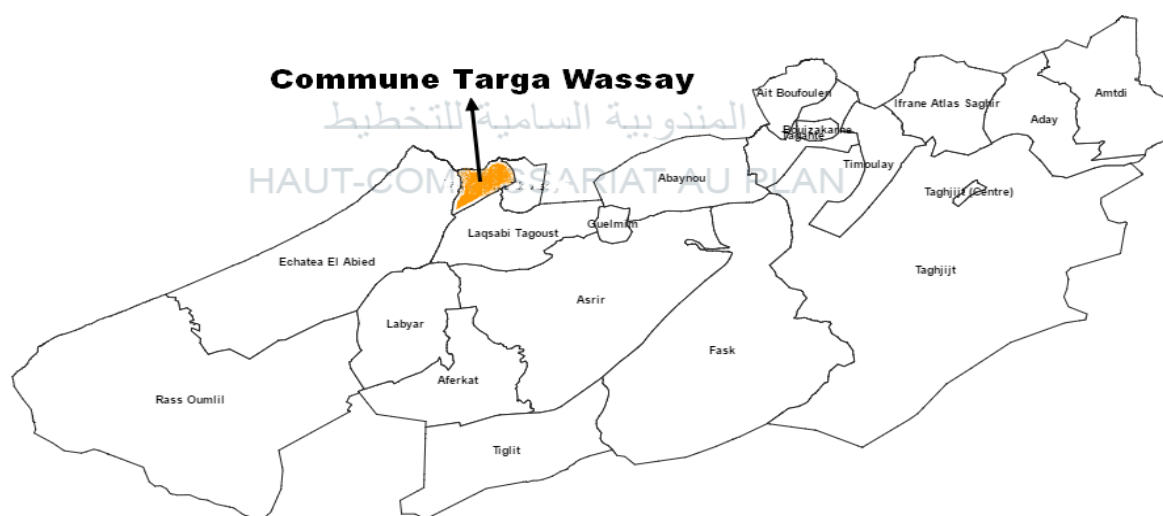 Commune Targa Wassay
المندوبية السامية للتخطيط
HAUT-COMMISSARIAT AU PLAN
Ait Boufoulen
Ifrane Atlas Saghir
Amtdi
Aday
Bouizakarne
Timoulay
Abaynou
Taghjijt (Centre)
Guelmim
Laqsabi Tagoust
Echatea El Abied
Taghjijt
Asrir
Labyar
Fask
Aferkat
Rass Oumlil
Tiglit